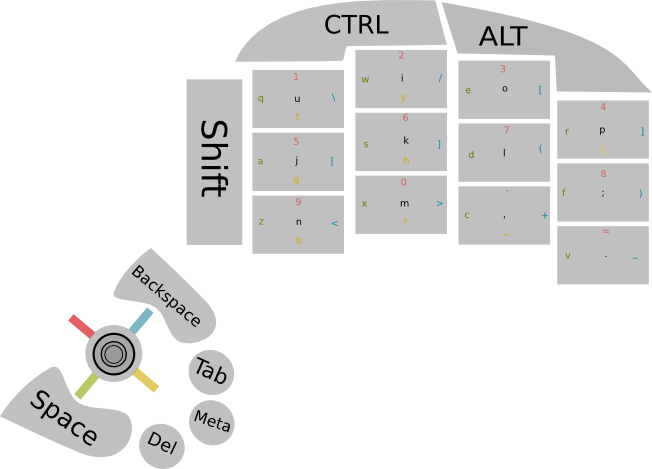 CTRL
ALT
Shift
1
q u \
t
2
w i /
y
3
e o [
4
r p ]
5
a j [
g
6
s k ]
h
7
d l (
8
f ; )
9
z n <
b
0
x m >
?
c , +
~
=
v . _
Backspace
Tab
Meta
Del
Space